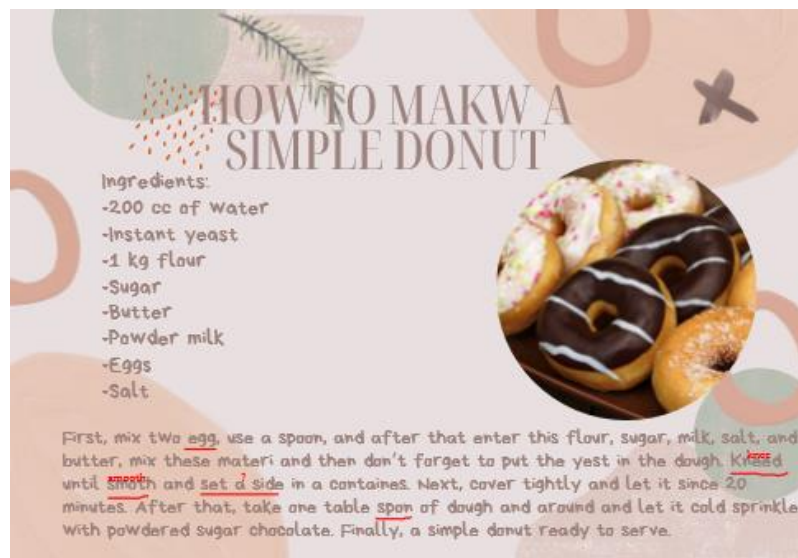 HOW TO MAKW A
SIMPLE DONUT
Ingredients:
-200 cc of water
-Instant yeast
-1 kg flour
-Sugar
-Butter
-Powder milk
-Eggs
-Salt
First, mix two egg, use a spoon, and after that enter this flour, sugar, milk, salt, and
butter, mix these materi and then don't forget to put the yest in the dough.
smooth ?
until and set a side in a containes. Next, cover tightly and let it since 20
minutes. After that, take one table spon of dough and around and let it cold sprinkle
with powdered sugar chocolate. Finally, a simple donut ready to serve.